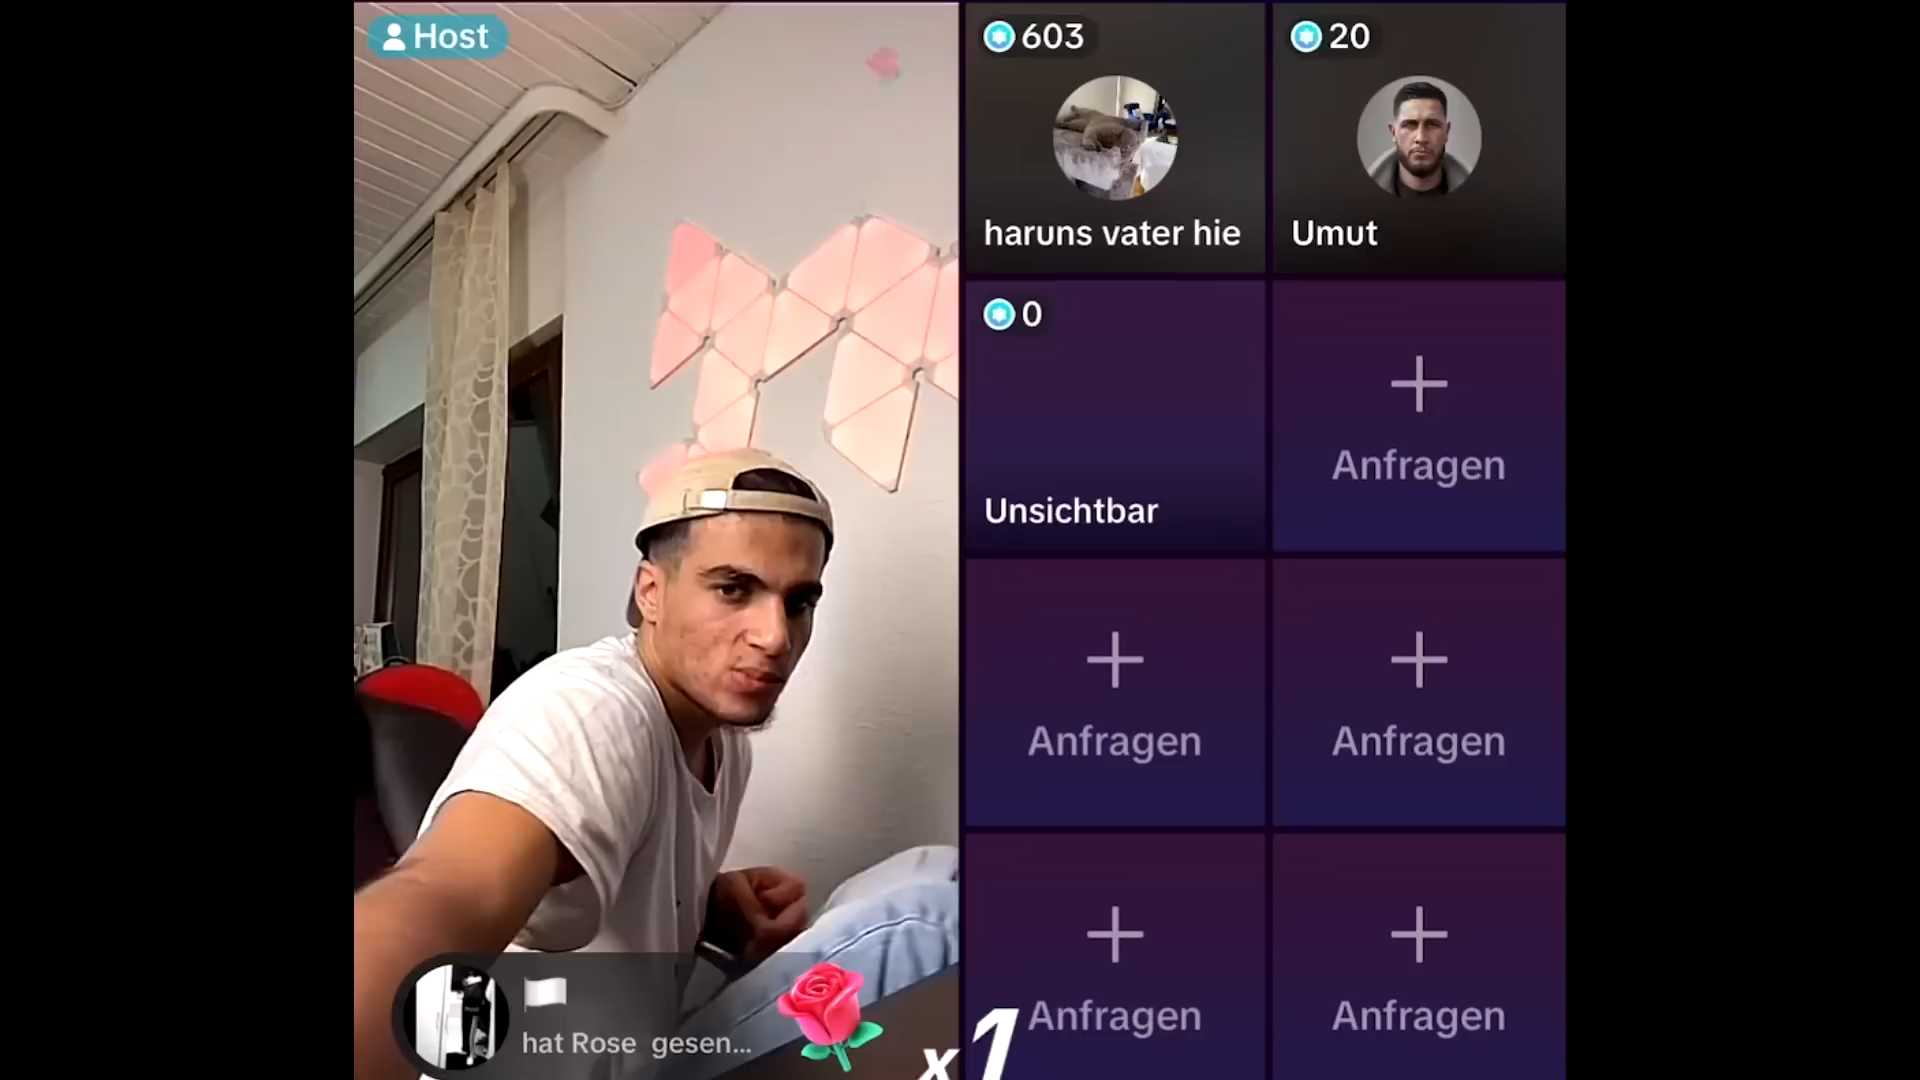 Host
603
20
haruns vater hie
Umut
0
Unsichtbar
Anfragen
Anfragen
Anfragen
Anfragen
Anfragen
hat Rose gesen...
x1